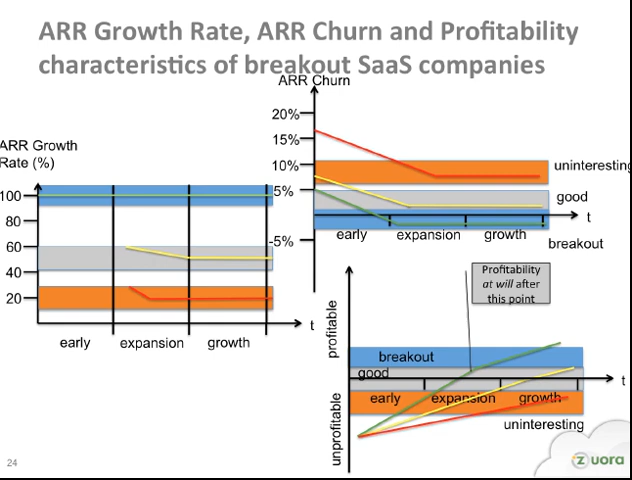 ARR Growth Rate, ARR Churn and Profitability
characteristics of breakout SaaS companies
ARR Growth
Rate (%)
100
80
60
40
20
early
expansion
growth
t
ARR Churn
20%
15%
10%
5%
-5%
uninteresting
good
t
early
expansion
growth
breakout
Profitability
at will after
this point
profitable
unprofitable
breakout
good
t
early
expansion
growth
uninteresting
24
zuora